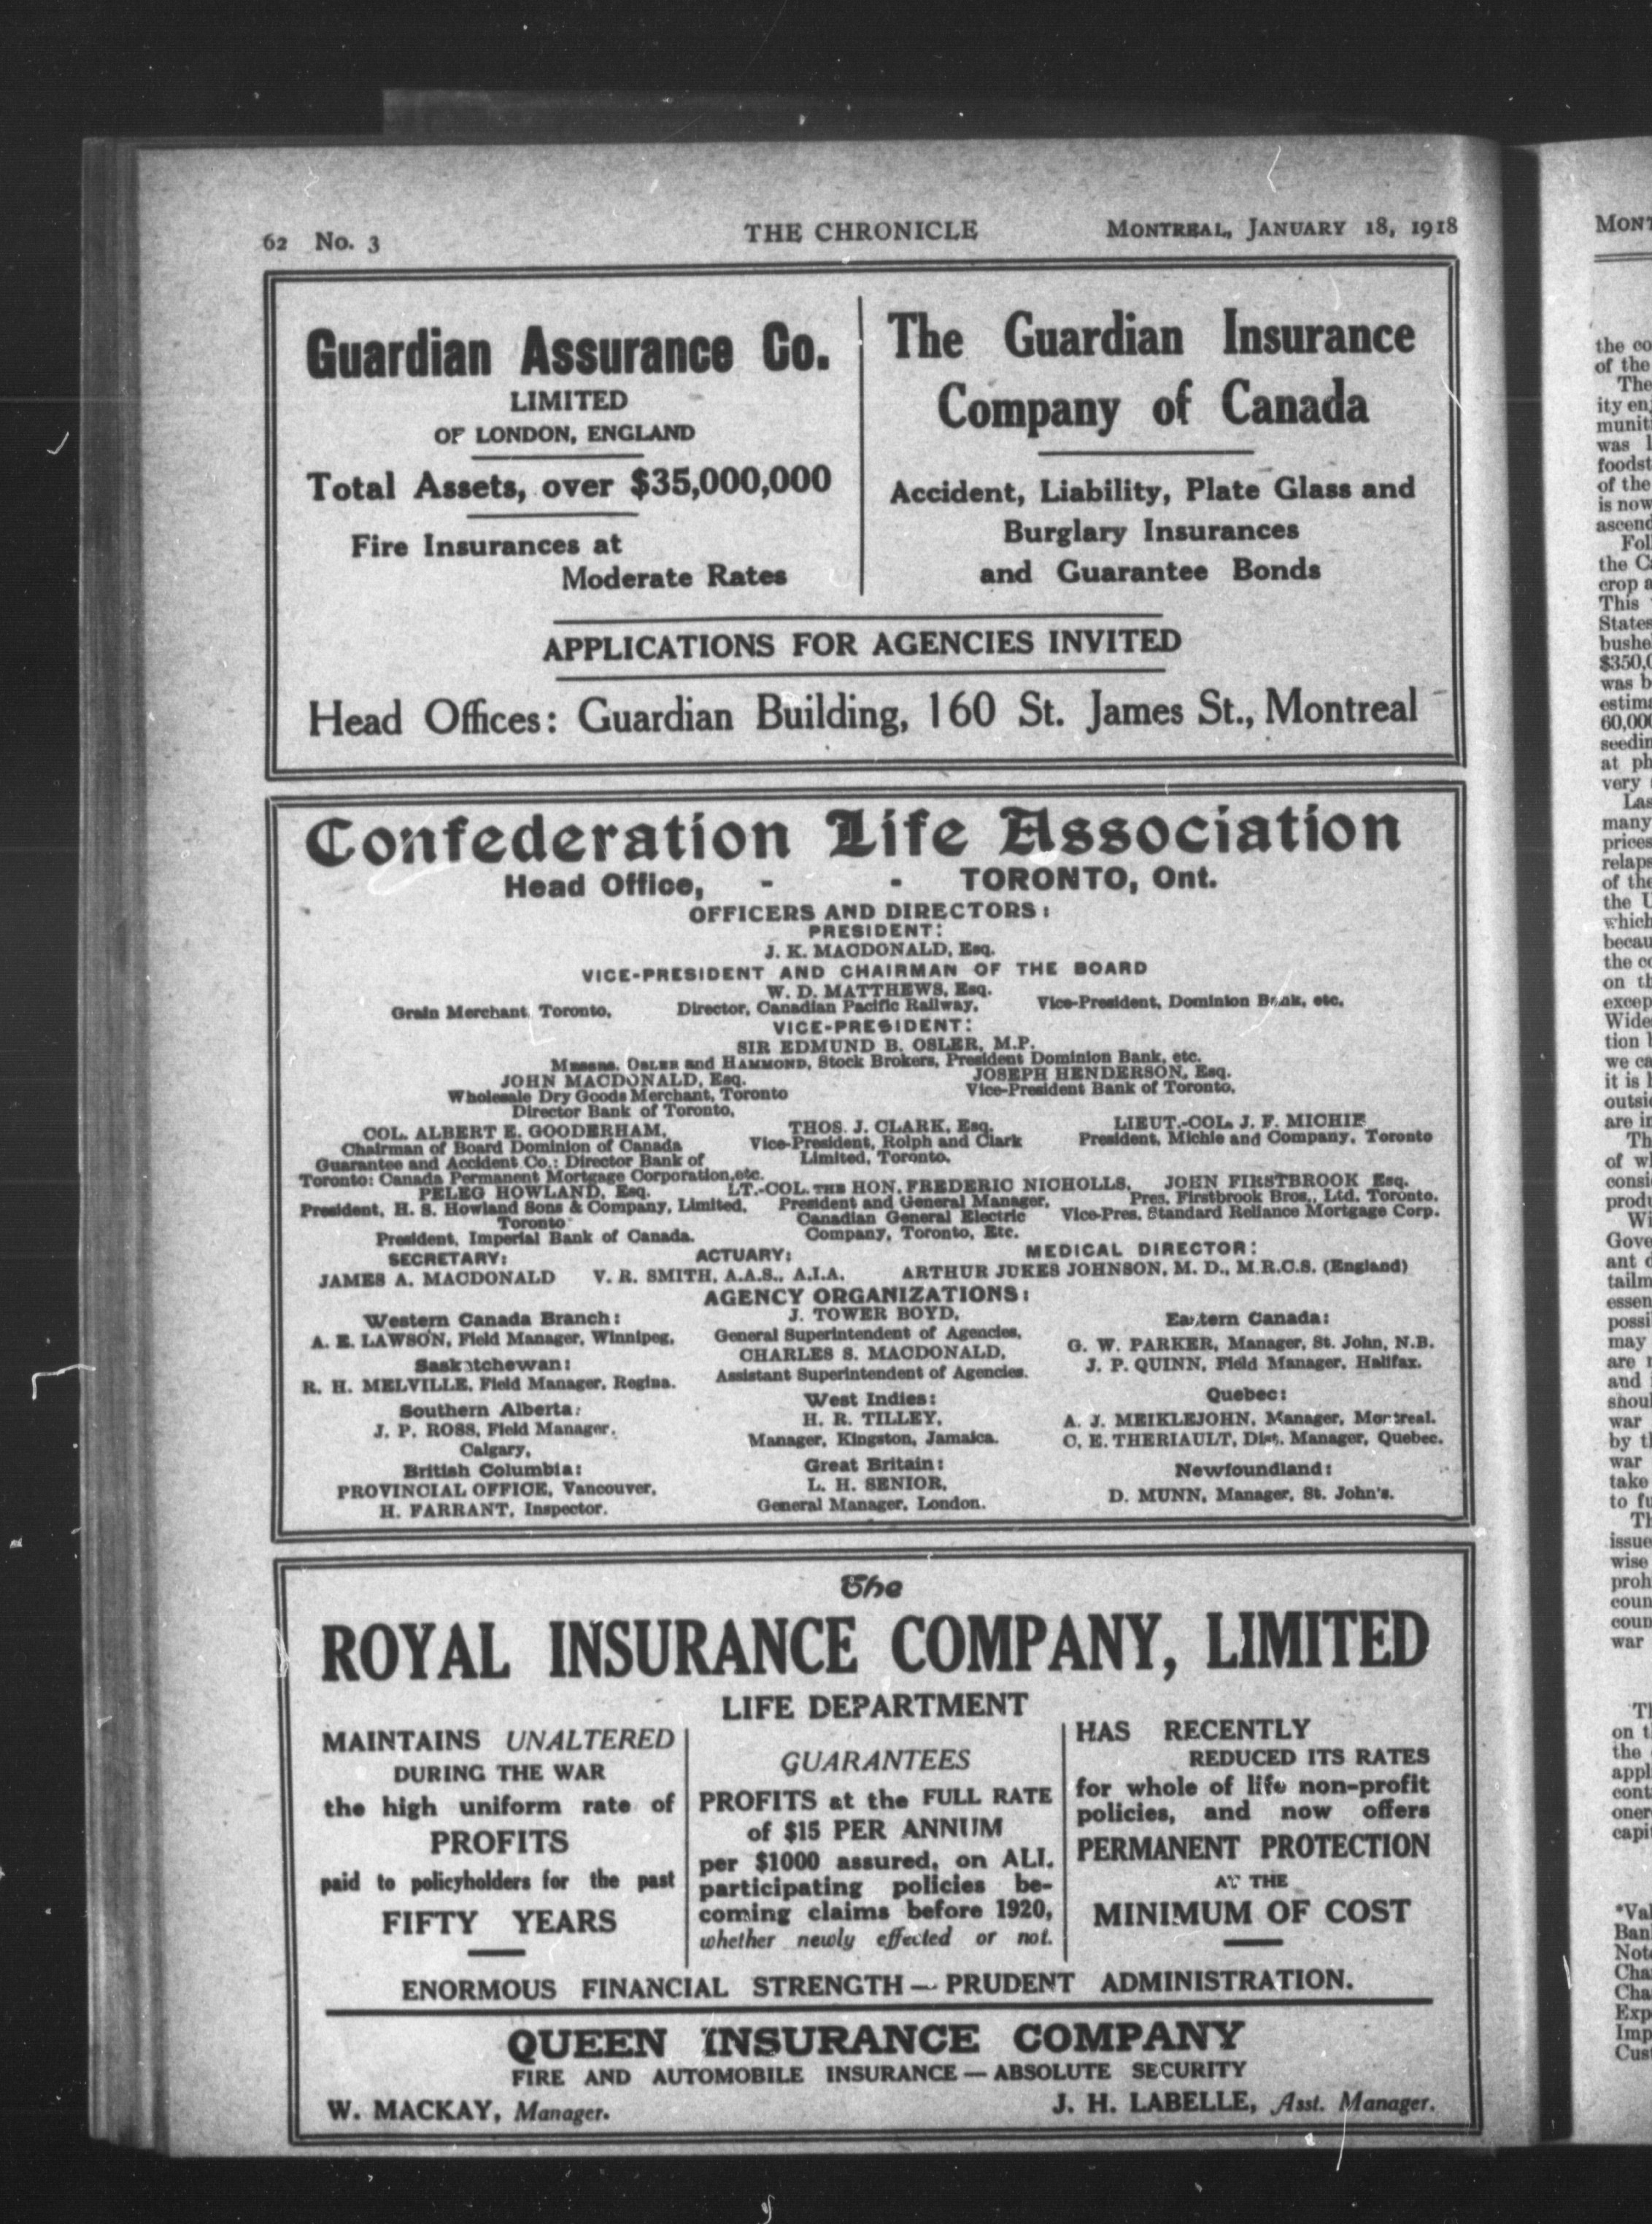 62 No. 3
THE CHRONICLE
MONTREAL, JANUARY 18, 1918
Guardian Assurance Co.
LIMITED
OF LONDON, ENGLAND
Total Assets, over $35,000,000
Fire Insurances at
Moderate Rates
The Guardian Insurance
Company of Canada
Accident, Liability, Plate Glass and
Burglary Insurances
and Guarantee Bonds
APPLICATIONS FOR AGENCIES INVITED
Head Offices: Guardian Building, 160 St. James St., Montreal
Confederation Life Association
Head Office, - - TORONTO, Ont.
OFFICERS AND DIRECTORS:
PRESIDENT:
J. K. MACDONALD, Esq.
VICE-PRESIDENT AND CHAIRMAN OF THE BOARD
W. D. MATTHEWS, Esq.
Grain Merchant, Toronto, Director, Canadian Pacific Railway, Vice-President, Dominion Bank, etc.
VICE-PRESIDENT:
SIR EDMUND B. OSLER, M.P.
Messrs. OSLER and HAMMOND, Stock Brokers, President Dominion Bank, etc.
JOHN MACDONALD, Esq.
Wholesale Dry Goods Merchant, Toronto
Director Bank of Toronto.
JOSEPH HENDERSON, Esq.
Vice-President Bank of Toronto.
COL. ALBERT E. GOODERHAM,
Chairman of Board Dominion of Canada
Guarantee and Accident Co.: Director Bank of
Toronto: Canada Permanent Mortgage Corporation, etc.
THOS. J. CLARK, Esq.
Vice-President, Rolph and Clark
Limited, Toronto.
LIEUT.-COL. J. F. MICHIE
President, Michie and Company, Toronto
PELEG HOWLAND, Esq.
President, H. S. Howland Sons & Company, Limited,
Toronto
President, Imperial Bank of Canada.
LT.-COL. THE HON. FREDERIC NICHOLLS,
President and General Manager,
Canadian General Electric
Company, Toronto, Etc.
JOHN FIRSTBROOK Esq.
Pres. Firstbrook Bros., Ltd. Toronto.
Vice-Pres. Standard Reliance Mortgage Corp.
SECRETARY:
JAMES A. MACDONALD
ACTUARY:
V. R. SMITH, A.A.S., A.I.A.
MEDICAL DIRECTOR:
ARTHUR JUKES JOHNSON, M. D., M.R.C.S. (England)
AGENCY ORGANIZATIONS:
Western Canada Branch:
A. E. LAWSON, Field Manager, Winnipeg,
Saskatchewan:
R. H. MELVILLE, Field Manager, Regina.
Southern Alberta:
J. P. ROSS, Field Manager,
Calgary,
British Columbia:
PROVINCIAL OFFICE, Vancouver,
H. FARRANT, Inspector.
J. TOWER BOYD,
General Superintendent of Agencies,
CHARLES S. MACDONALD,
Assistant Superintendent of Agencies.
West Indies:
H. R. TILLEY,
Manager, Kingston, Jamaica.
Great Britain:
L. H. SENIOR,
General Manager, London.
Eastern Canada:
G. W. PARKER, Manager, St. John, N.B.
J. P. QUINN, Field Manager, Halifax.
Quebec:
A. J. MEIKLEJOHN, Manager, Montreal.
C. E. THERIAULT, Dist. Manager, Quebec.
Newfoundland:
D. MUNN, Manager, St. John's.
The
ROYAL INSURANCE COMPANY, LIMITED
LIFE DEPARTMENT
MAINTAINS UNALTERED
DURING THE WAR
the high uniform rate of
PROFITS
paid to policyholders for the past
FIFTY YEARS
GUARANTEES
PROFITS at the FULL RATE
of $15 PER ANNUM
per $1000 assured, on ALL
participating policies be-
coming claims before 1920,
whether newly effected or not.
HAS RECENTLY
REDUCED ITS RATES
for whole of life non-profit
policies, and now offers
PERMANENT PROTECTION
AT THE
MINIMUM OF COST
ENORMOUS FINANCIAL STRENGTH — PRUDENT ADMINISTRATION.
QUEEN INSURANCE COMPANY
FIRE AND AUTOMOBILE INSURANCE — ABSOLUTE SECURITY
W. MACKAY, Manager.
J. H. LABELLE, Asst. Manager.